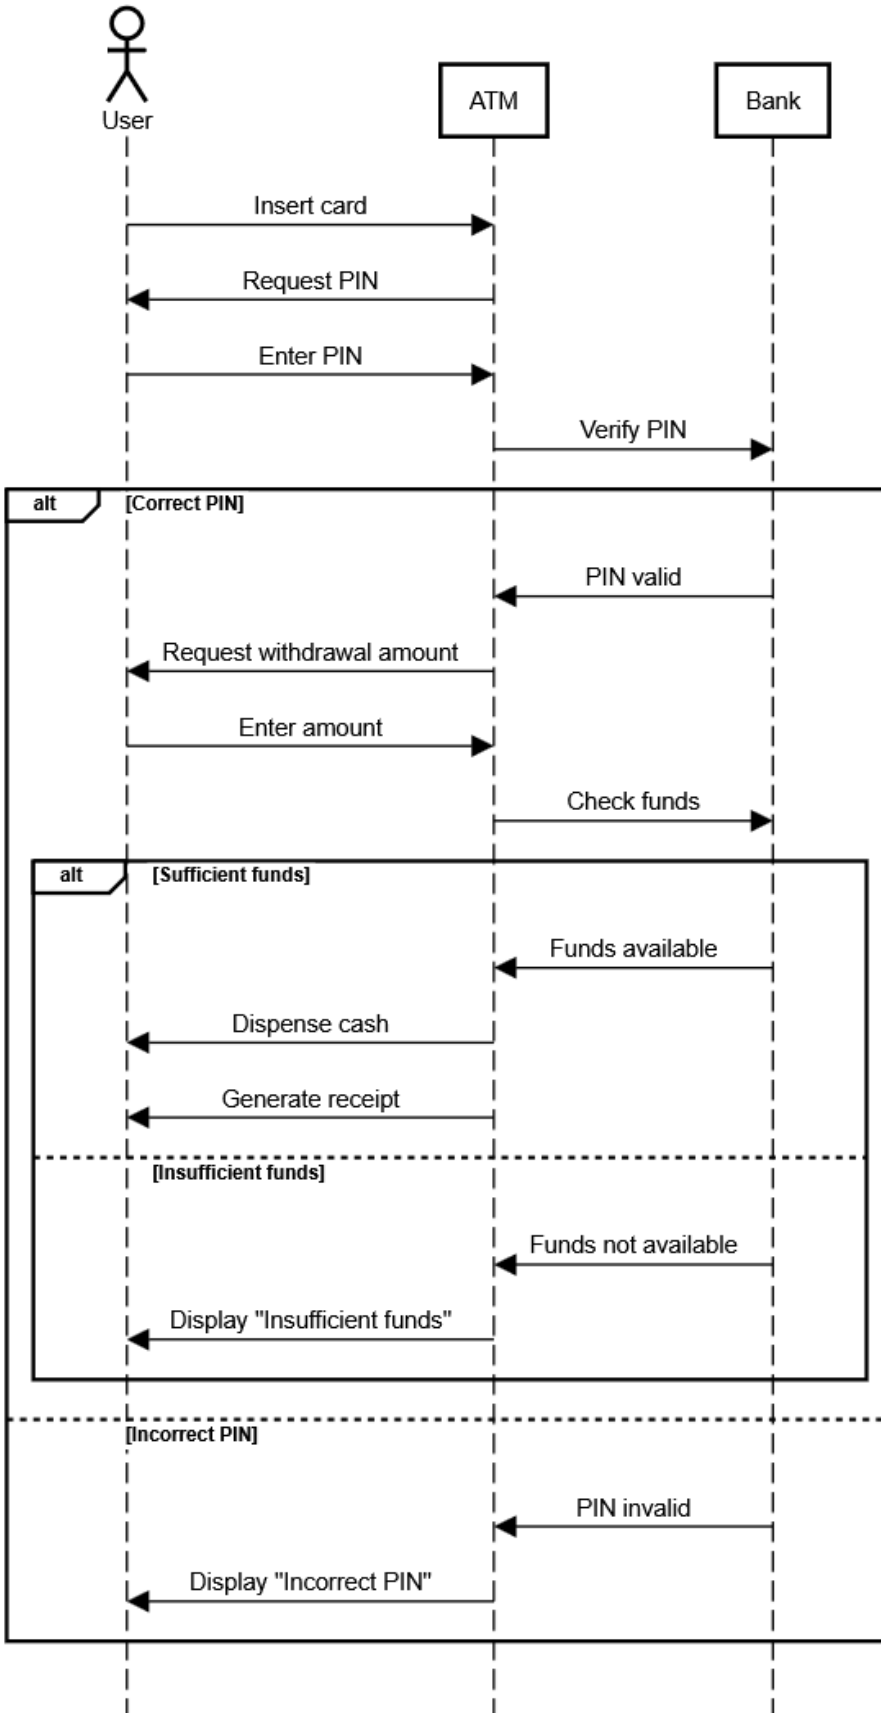 User
ATM
Bank
Insert card
Request PIN
Enter PIN
Verify PIN
alt [Correct PIN]
PIN valid
Request withdrawal amount
Enter amount
Check funds
alt [Sufficient funds]
Funds available
Dispense cash
Generate receipt
[Insufficient funds]
Funds not available
Display "Insufficient funds"
[Incorrect PIN]
PIN invalid
Display "Incorrect PIN"